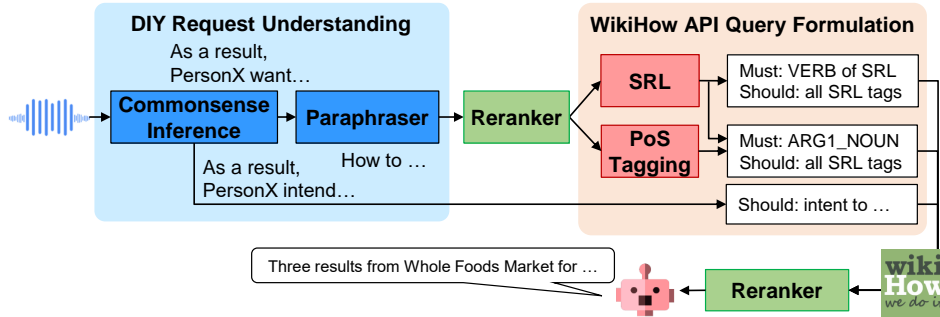 DIY Request Understanding
WikiHow API Query Formulation
As a result,
PersonX want…
Commonsense
Inference
Paraphraser
Reranker
SRL
PoS
Tagging
Must: VERB of SRL
Should: all SRL tags
Must: ARG1_NOUN
Should: all SRL tags
How to …
As a result,
PersonX intend…
Should: intent to …
Three results from Whole Foods Market for …
Reranker
wiki
How
we do i